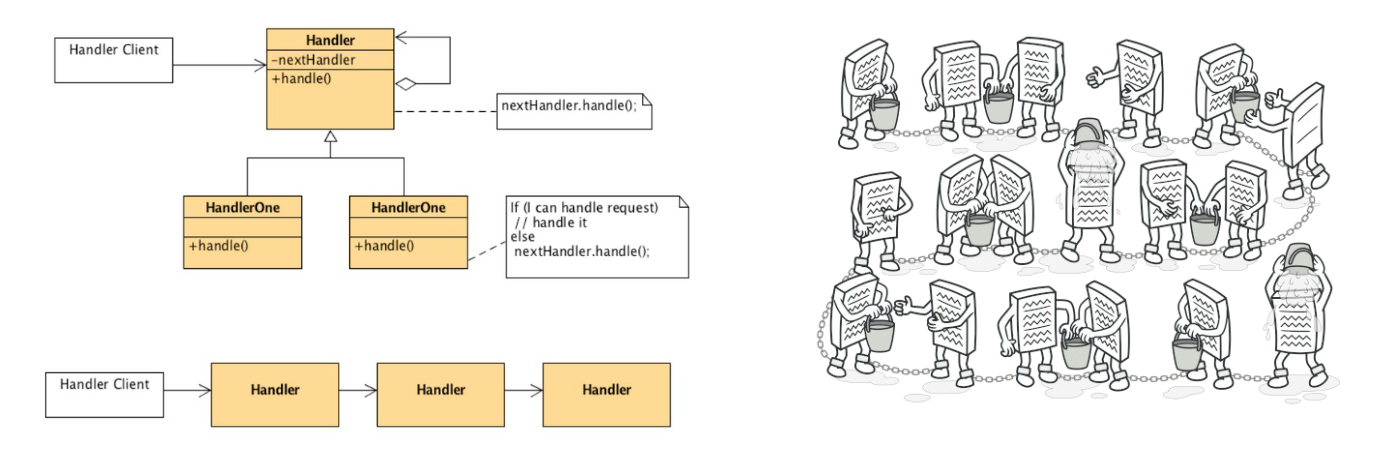 Handler Client
Handler
-nextHandler
+handle()
nextHandler.handle();
HandlerOne
+handle()
HandlerOne
+handle()
If (I can handle request)
// handle it
else
nextHandler.handle();
Handler Client
Handler
Handler
Handler